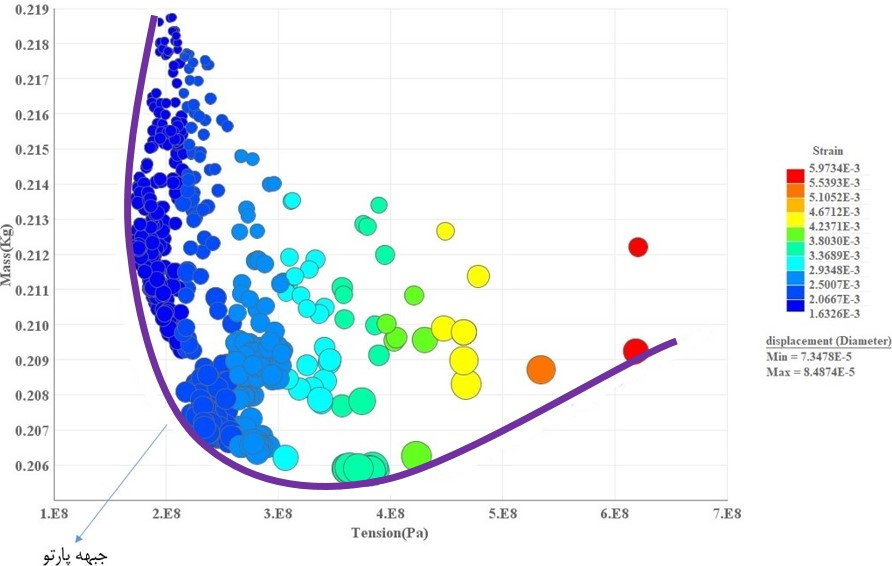 0.219
0.218
0.217
0.216
0.215
0.214
0.213
0.212
0.211
0.210
0.209
0.208
0.207
0.206
Mass(Kg)
1.E8 2.E8 3.E8 4.E8 5.E8 6.E8 7.E8
Tension(Pa)
جبهه پارتو
Strain
5.9734E-3
5.5393E-3
5.1052E-3
4.6712E-3
4.2371E-3
3.8030E-3
3.3689E-3
2.9348E-3
2.5007E-3
2.0667E-3
1.6326E-3
displacement (Diameter)
Min = 7.3478E-5
Max = 8.4874E-5